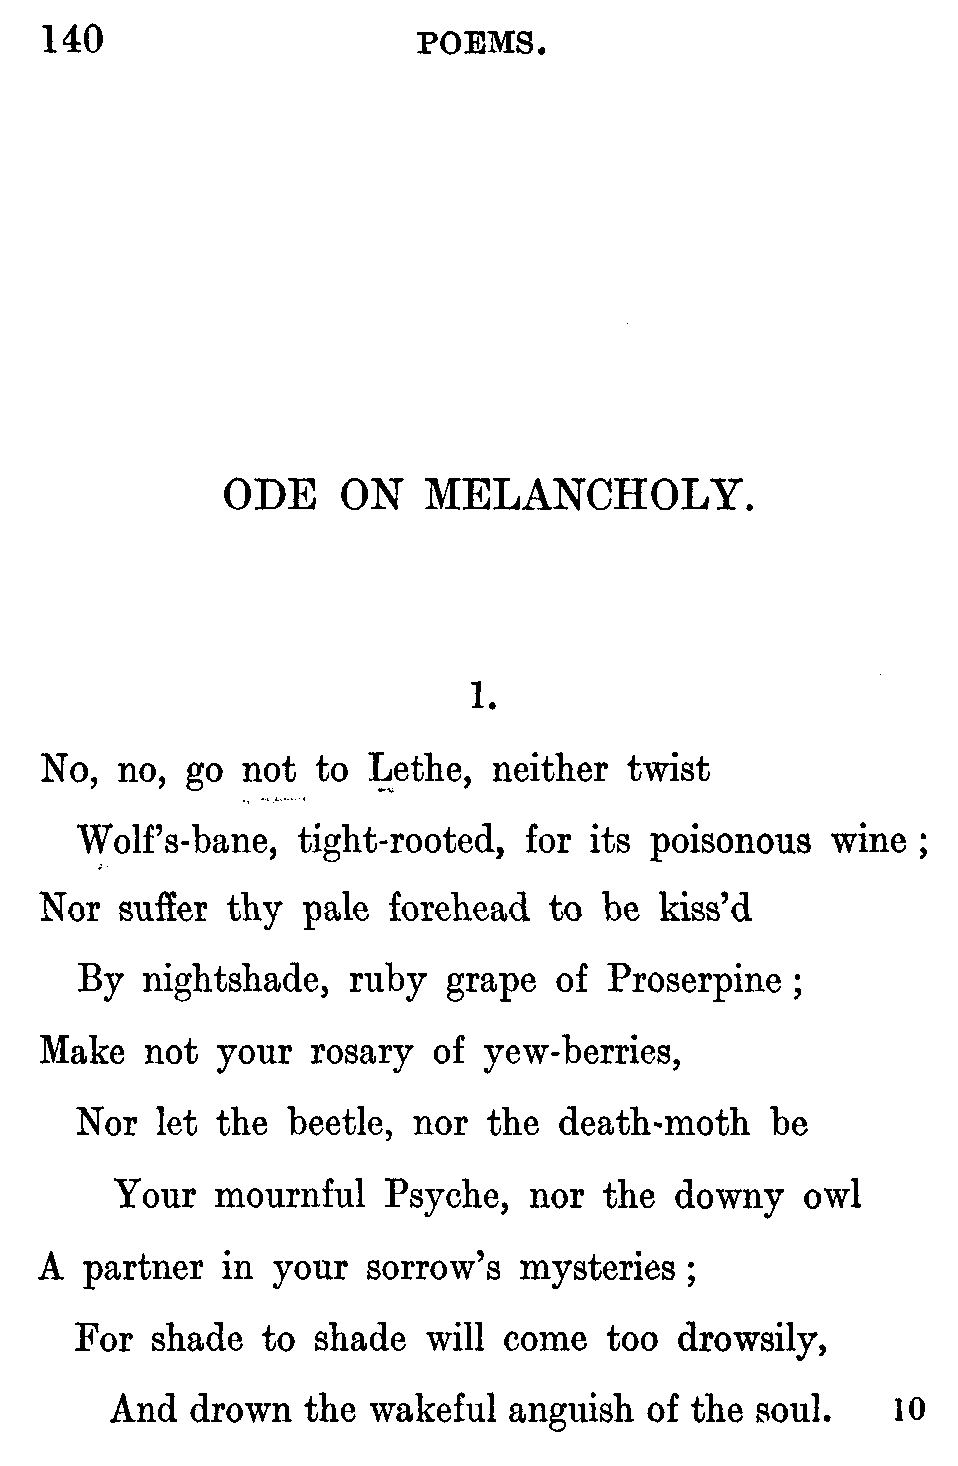 140 POEMS.
ODE ON MELANCHOLY.
1.
No, no, go not to Lethe, neither twist
Wolf's-bane, tight-rooted, for its poisonous wine ;
Nor suffer thy pale forehead to be kiss'd
By nightshade, ruby grape of Proserpine ;
Make not your rosary of yew-berries,
Nor let the beetle, nor the death-moth be
Your mournful Psyche, nor the downy owl
A partner in your sorrow's mysteries ;
For shade to shade will come too drowsily,
And drown the wakeful anguish of the soul. 10